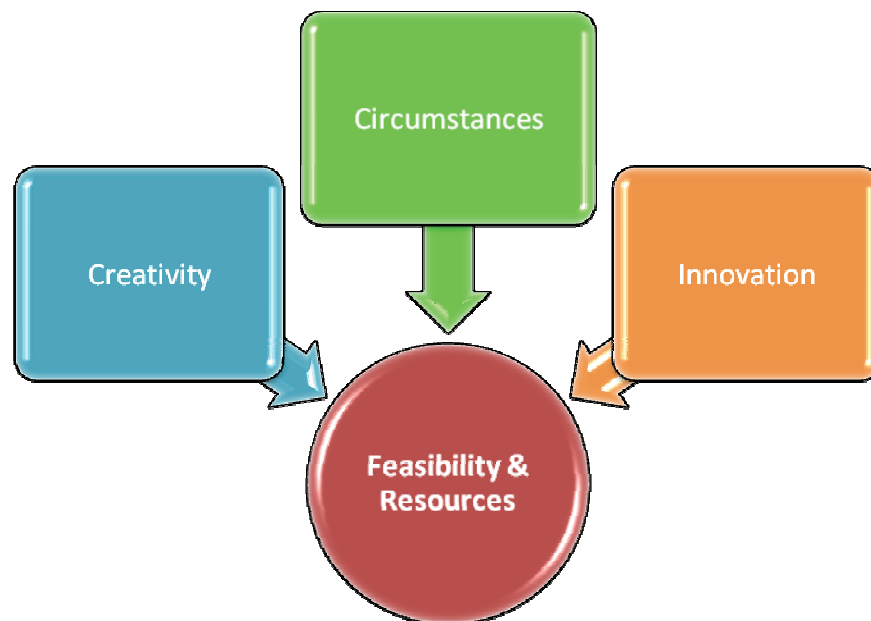 Circumstances
Creativity
Innovation
Feasibility &
Resources